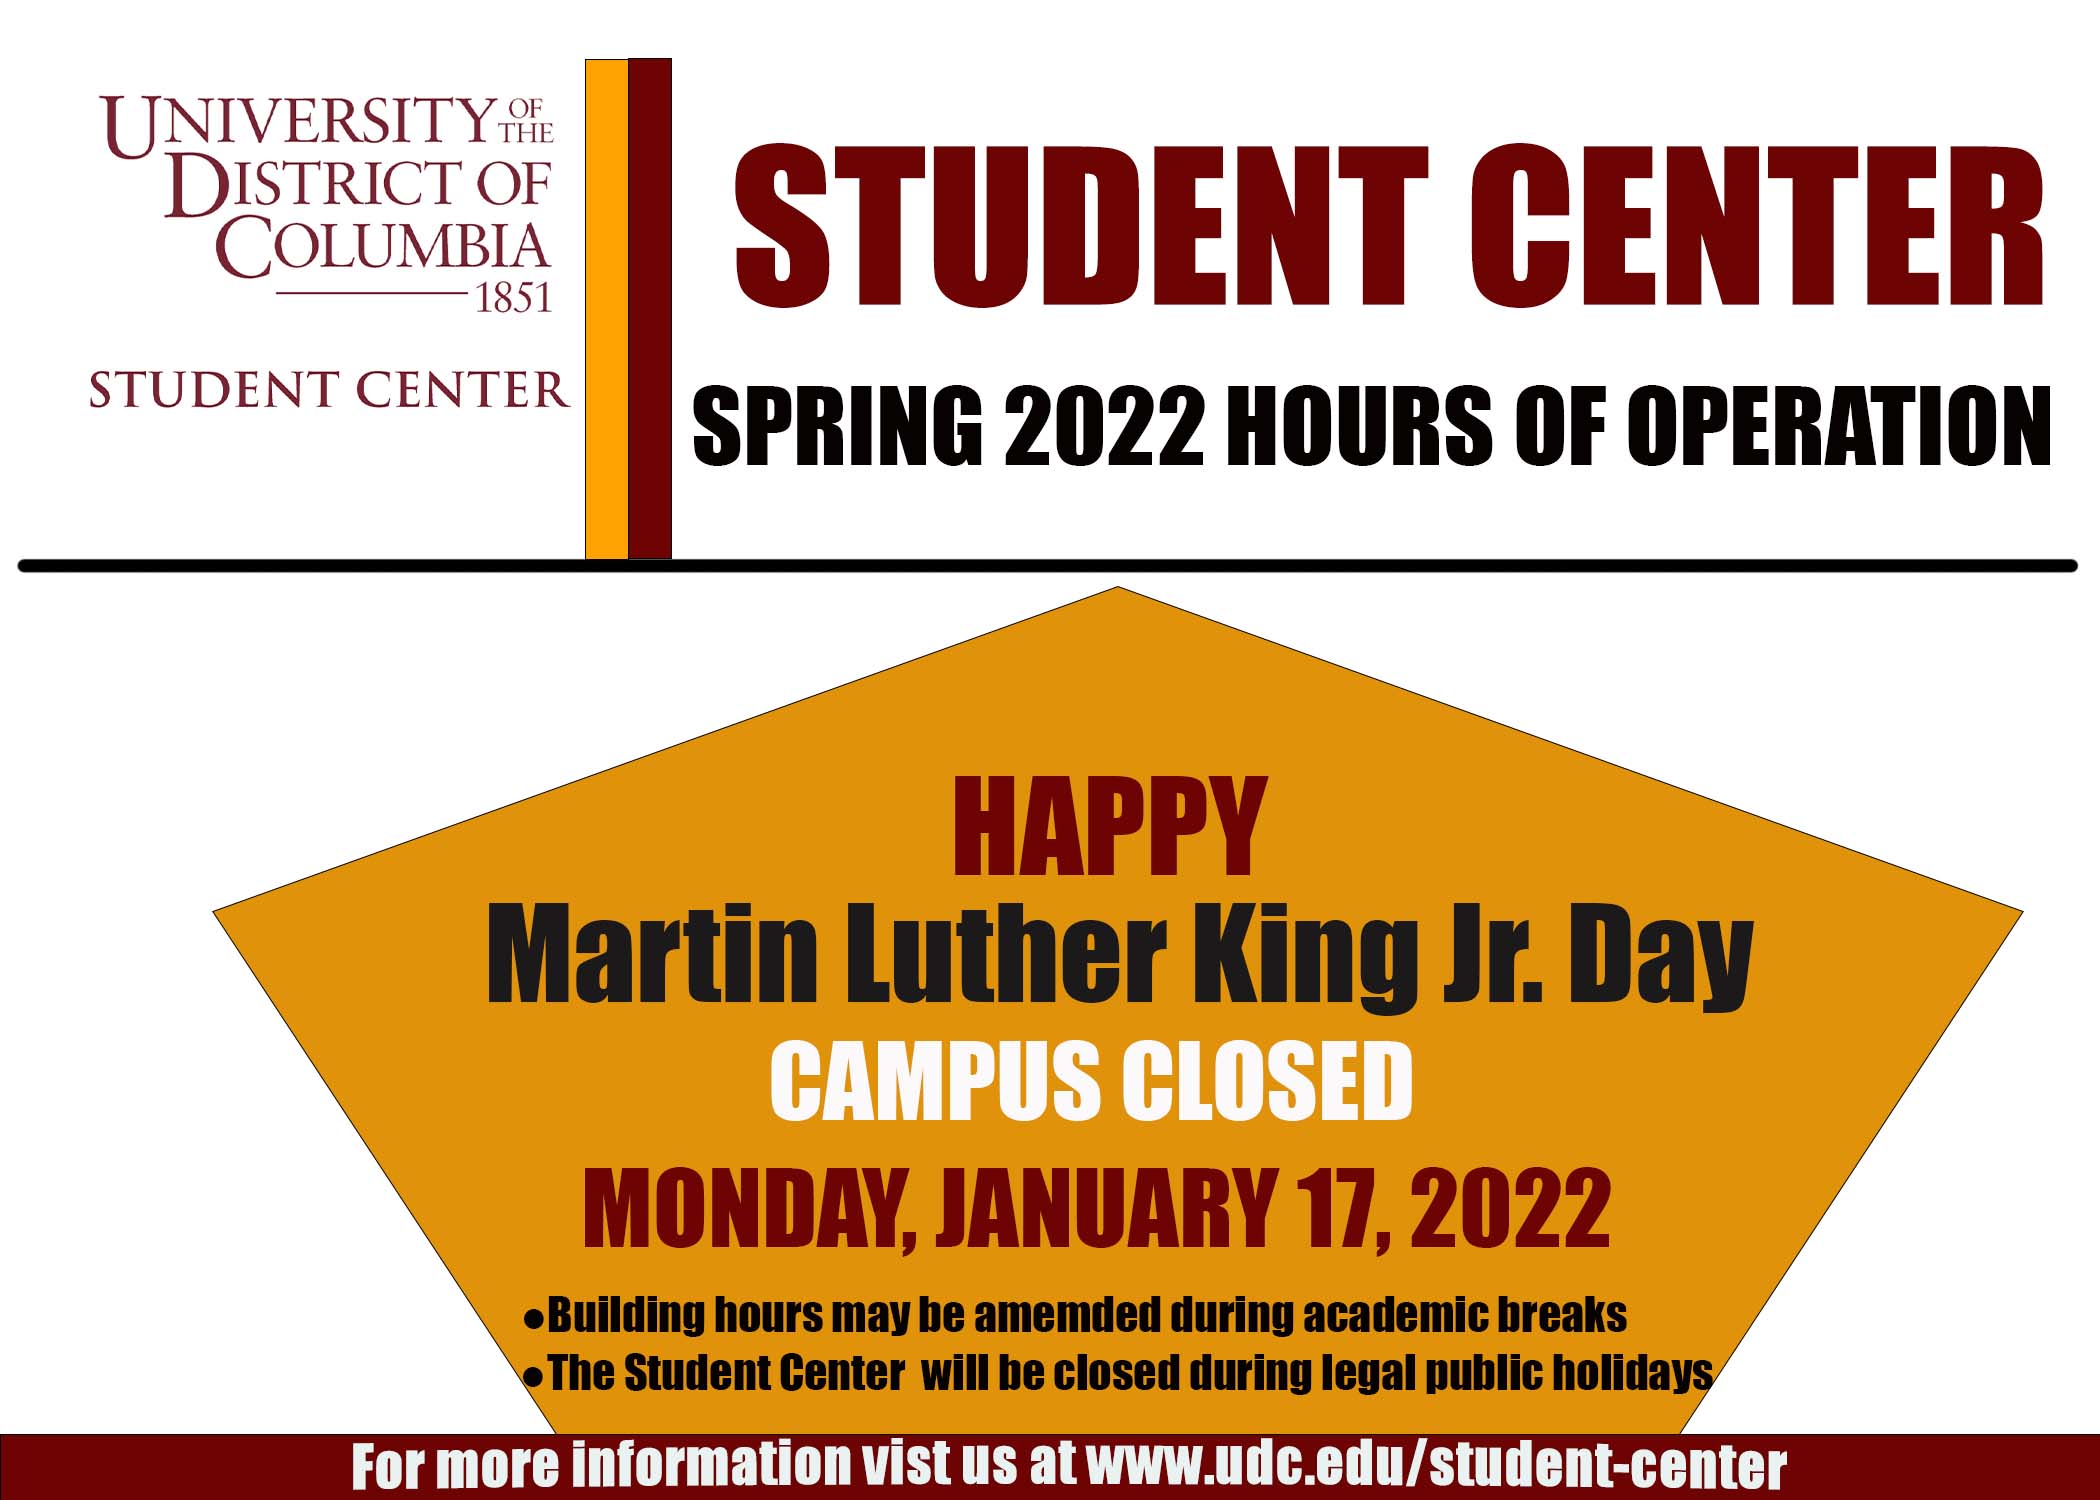 UNIVERSITY OF THE
DISTRICT OF
COLUMBIA
1851
STUDENT CENTER
STUDENT CENTER
SPRING 2022 HOURS OF OPERATION
HAPPY
Martin Luther King Jr. Day
CAMPUS CLOSED
MONDAY, JANUARY 17, 2022
•Building hours may be amemded during academic breaks
•The Student Center will be closed during legal public holidays
For more information vist us at www.udc.edu/student-center